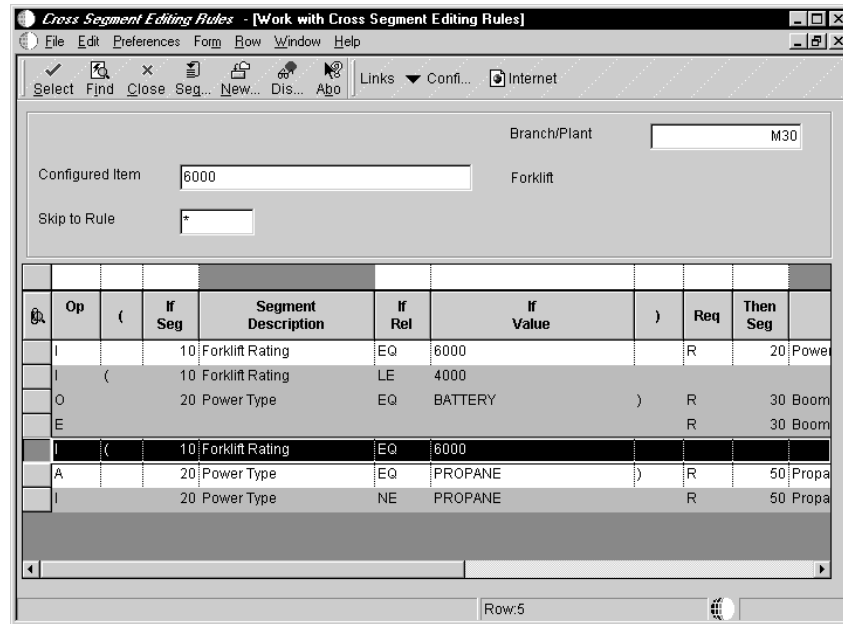 Cross Segment Editing Rules - [Work with Cross Segment Editing Rules]
File Edit Preferences Form Row Window Help
Select Find Close Seg... New... Dis... Abo Links Confi... Internet
Branch/Plant M30
Configured Item 6000 Forklift
Skip to Rule *
Op ( If Seg Segment Description If Rel If Value ) Req Then Seg
I 10 Forklift Rating EQ 6000 R 20 Power
I ( 10 Forklift Rating LE 4000
O 20 Power Type EQ BATTERY ) R 30 Boom
E R 30 Boom
I ( 10 Forklift Rating EQ 6000
A 20 Power Type EQ PROPANE ) R 50 Propa
I 20 Power Type NE PROPANE R 50 Propa
Row:5